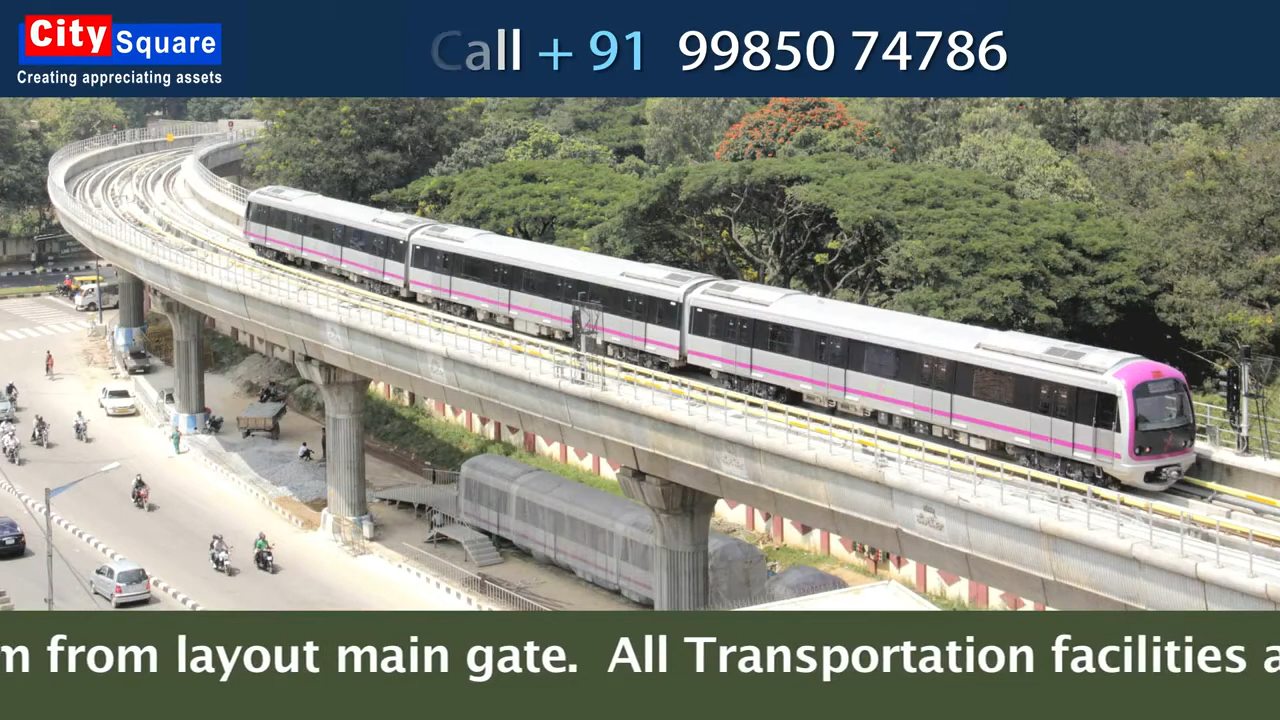 City Square
Creating appreciating assets
Call + 91 99850 74786
m from layout main gate. All Transportation facilities a